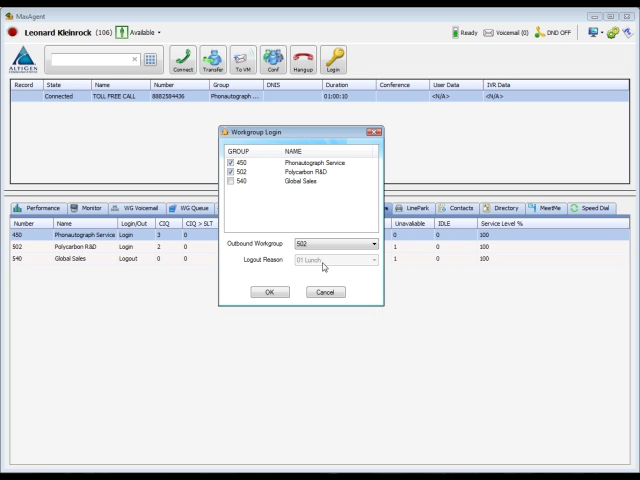 MaxAgent
Leonard Kleinrock (106) Available
Ready Voicemail (0) DND OFF
ALTIGEN
Connect Transfer To VM Conf Hangup Login
Record State Name Number Group DNIS Duration Conference User Data IVR Data
Connected TOLL FREE CALL 8882584436 Phonautograph ... 01:00:10 <N/A> <N/A>
Workgroup Login
GROUP NAME
450 Phonautograph Service
502 Polycarbon R&D
540 Global Sales
Outbound Workgroup 502
Logout Reason 01 Lunch
OK Cancel
Performance Monitor WG Voicemail WG Queue LinePark Contacts Directory MeetMe Speed Dial
Number Name Login/Out CIQ CIQ > SLT Unavailable IDLE Service Level %
450 Phonautograph Service Login 3 0 0 0 100
502 Polycarbon R&D Login 2 0 1 0 100
540 Global Sales Logout 0 0 1 0 100